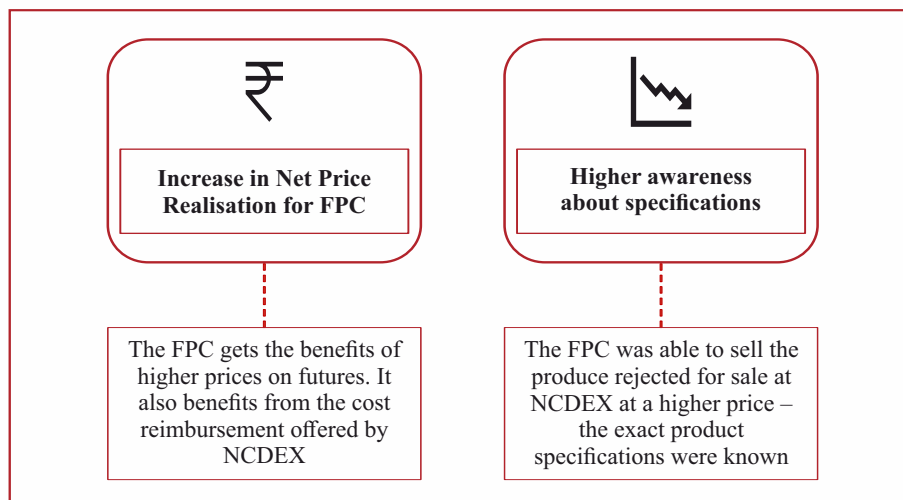 ₹
Increase in Net Price
Realisation for FPC
The FPC gets the benefits of
higher prices on futures. It
also benefits from the cost
reimbursement offered by
NCDEX
Higher awareness
about specifications
The FPC was able to sell the
produce rejected for sale at
NCDEX at a higher price –
the exact product
specifications were known